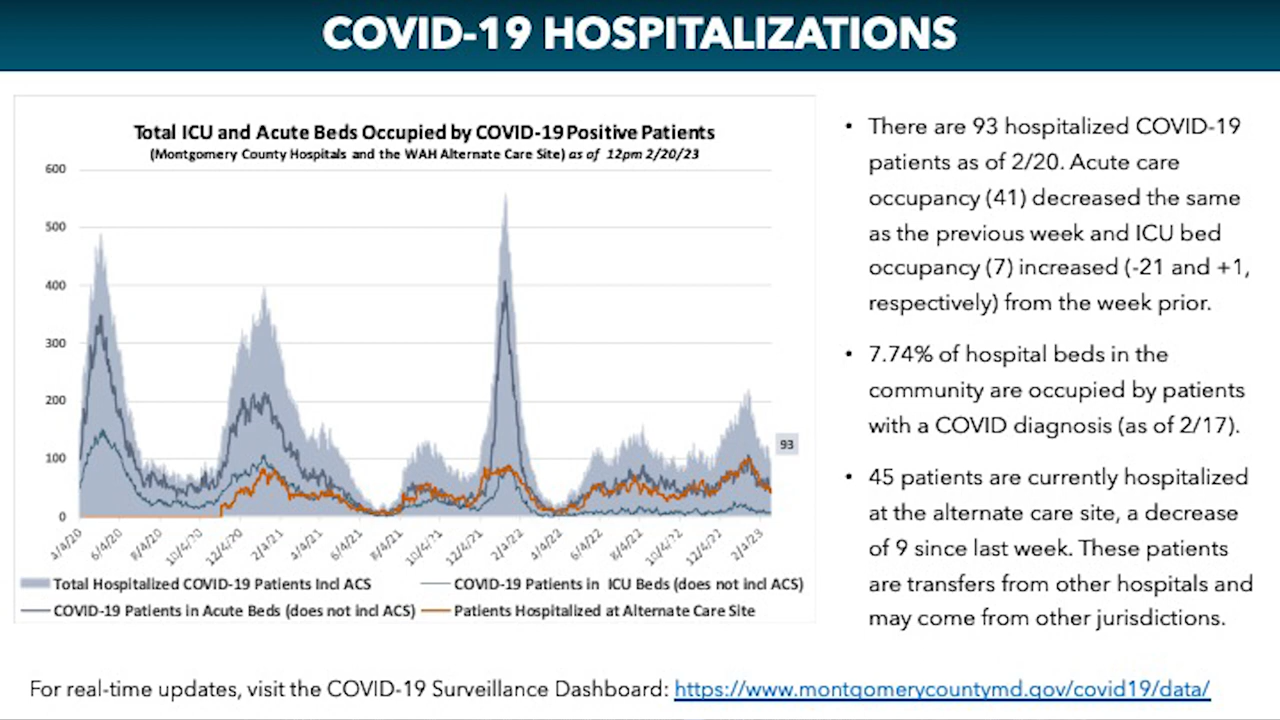 COVID-19 HOSPITALIZATIONS
Total ICU and Acute Beds Occupied by COVID-19 Positive Patients
(Montgomery County Hospitals and the WAH Alternate Care Site) as of 12pm 2/20/23
600
500
400
300
200
100
0
93
4/4/20 6/4/20 8/4/20 10/4/20 12/4/20 2/4/21 4/4/21 6/4/21 8/4/21 10/4/21 12/4/21 2/4/22 4/4/22 6/4/22 8/4/22 10/4/22 12/4/22 2/4/23
Total Hospitalized COVID-19 Patients Incl ACS
COVID-19 Patients in ICU Beds (does not incl ACS)
COVID-19 Patients in Acute Beds (does not incl ACS)
Patients Hospitalized at Alternate Care Site
• There are 93 hospitalized COVID-19
patients as of 2/20. Acute care
occupancy (41) decreased the same
as the previous week and ICU bed
occupancy (7) increased (-21 and +1,
respectively) from the week prior.
• 7.74% of hospital beds in the
community are occupied by patients
with a COVID diagnosis (as of 2/17).
• 45 patients are currently hospitalized
at the alternate care site, a decrease
of 9 since last week. These patients
are transfers from other hospitals and
may come from other jurisdictions.
For real-time updates, visit the COVID-19 Surveillance Dashboard: https://www.montgomerycountymd.gov/covid19/data/